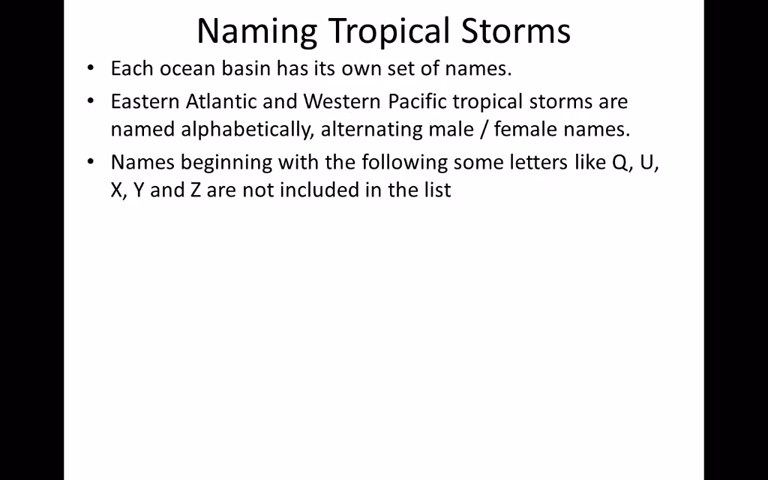 Naming Tropical Storms
• Each ocean basin has its own set of names.
• Eastern Atlantic and Western Pacific tropical storms are
named alphabetically, alternating male / female names.
• Names beginning with the following some letters like Q, U,
X, Y and Z are not included in the list